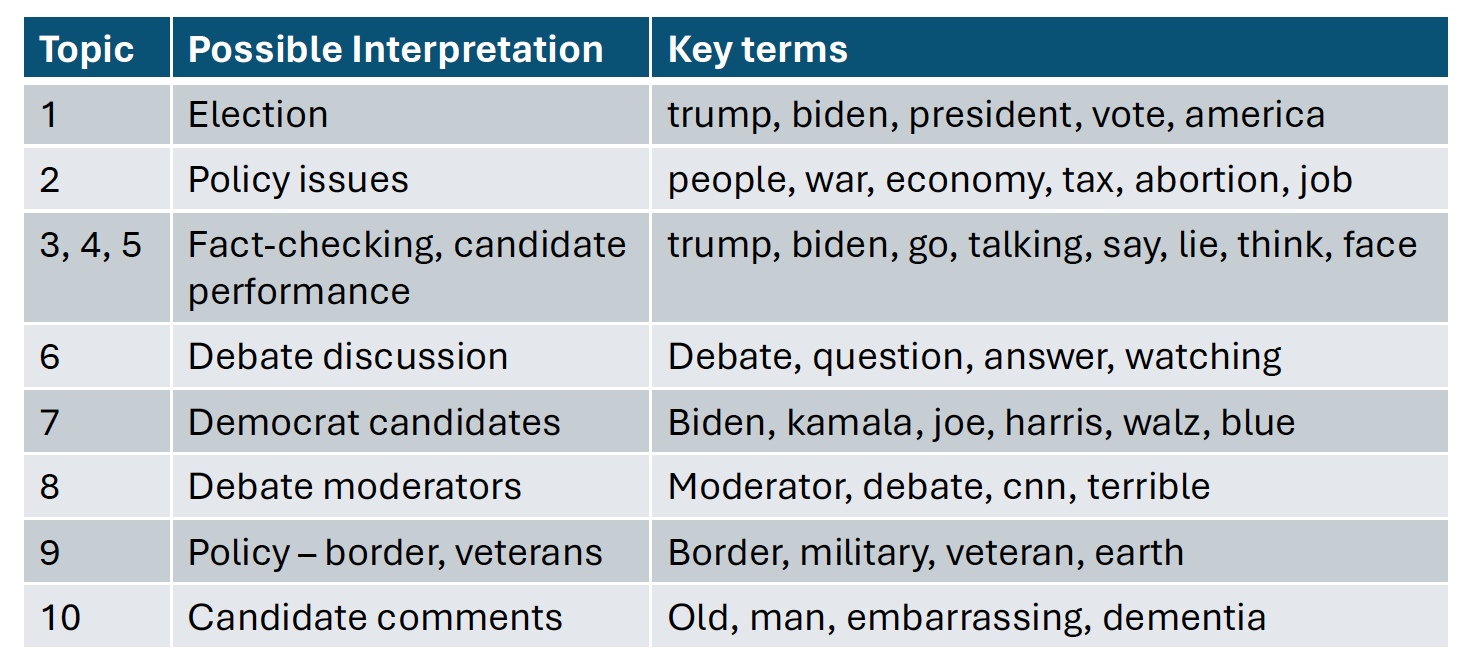 Topic Possible Interpretation Key terms
1 Election trump, biden, president, vote, america
2 Policy issues people, war, economy, tax, abortion, job
3, 4, 5 Fact-checking, candidate trump, biden, go, talking, say, lie, think, face
performance
6 Debate discussion Debate, question, answer, watching
7 Democrat candidates Biden, kamala, joe, harris, walz, blue
8 Debate moderators Moderator, debate, cnn, terrible
9 Policy – border, veterans Border, military, veteran, earth
10 Candidate comments Old, man, embarrassing, dementia